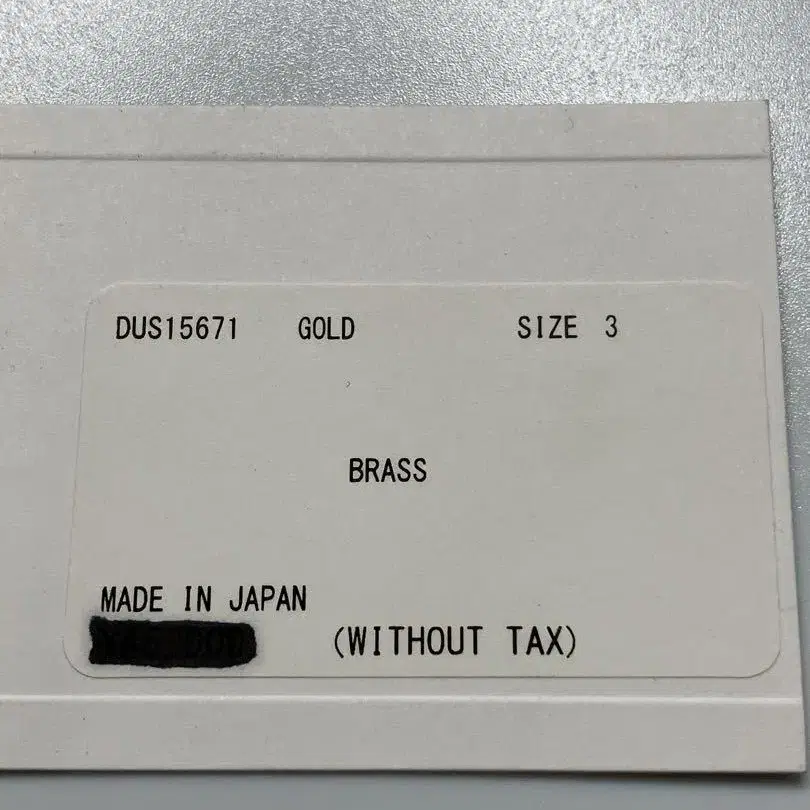 DUS15671 GOLD SIZE 3
BRASS
MADE IN JAPAN
(WITHOUT TAX)